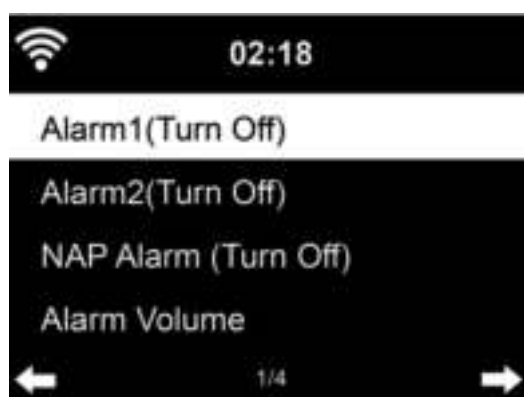 02:18
Alarm1(Turn Off)
Alarm2(Turn Off)
NAP Alarm (Turn Off)
Alarm Volume
1/4